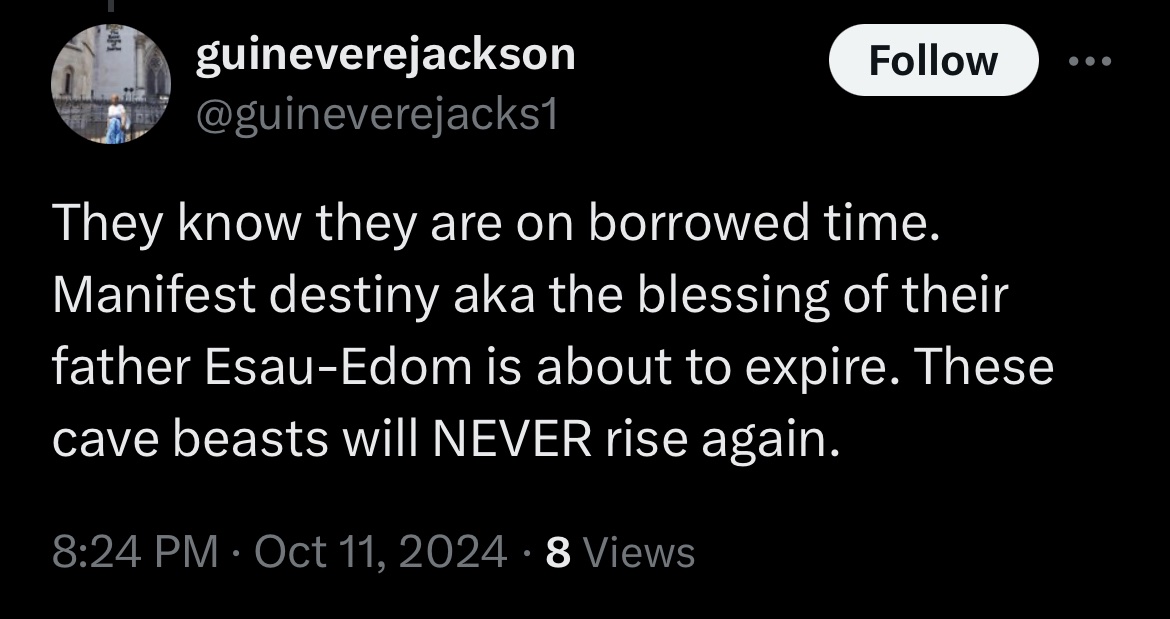 guineverejackson
Follow
@guineverejacks1
They know they are on borrowed time.
Manifest destiny aka the blessing of their
father Esau-Edom is about to expire. These
cave beasts will NEVER rise again.
8:24 PM · Oct 11, 2024 · 8 Views